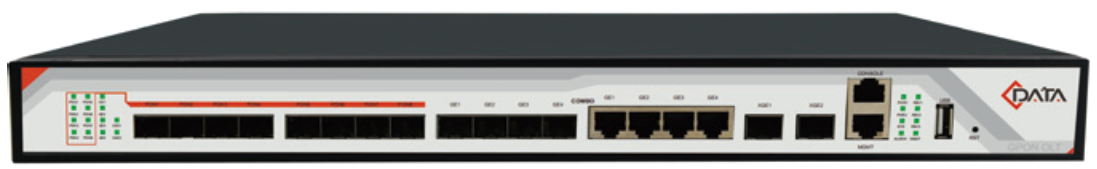 CONSOLE
PON1 PON2 PON3 PON4 PON5 PON6 PON7 PON8 GE1 GE2 GE3 GE4 COMBO GE1 GE2 GE3 GE4 XGE1 XGE2 USB CDATA
RST
MGMT GPON OLT